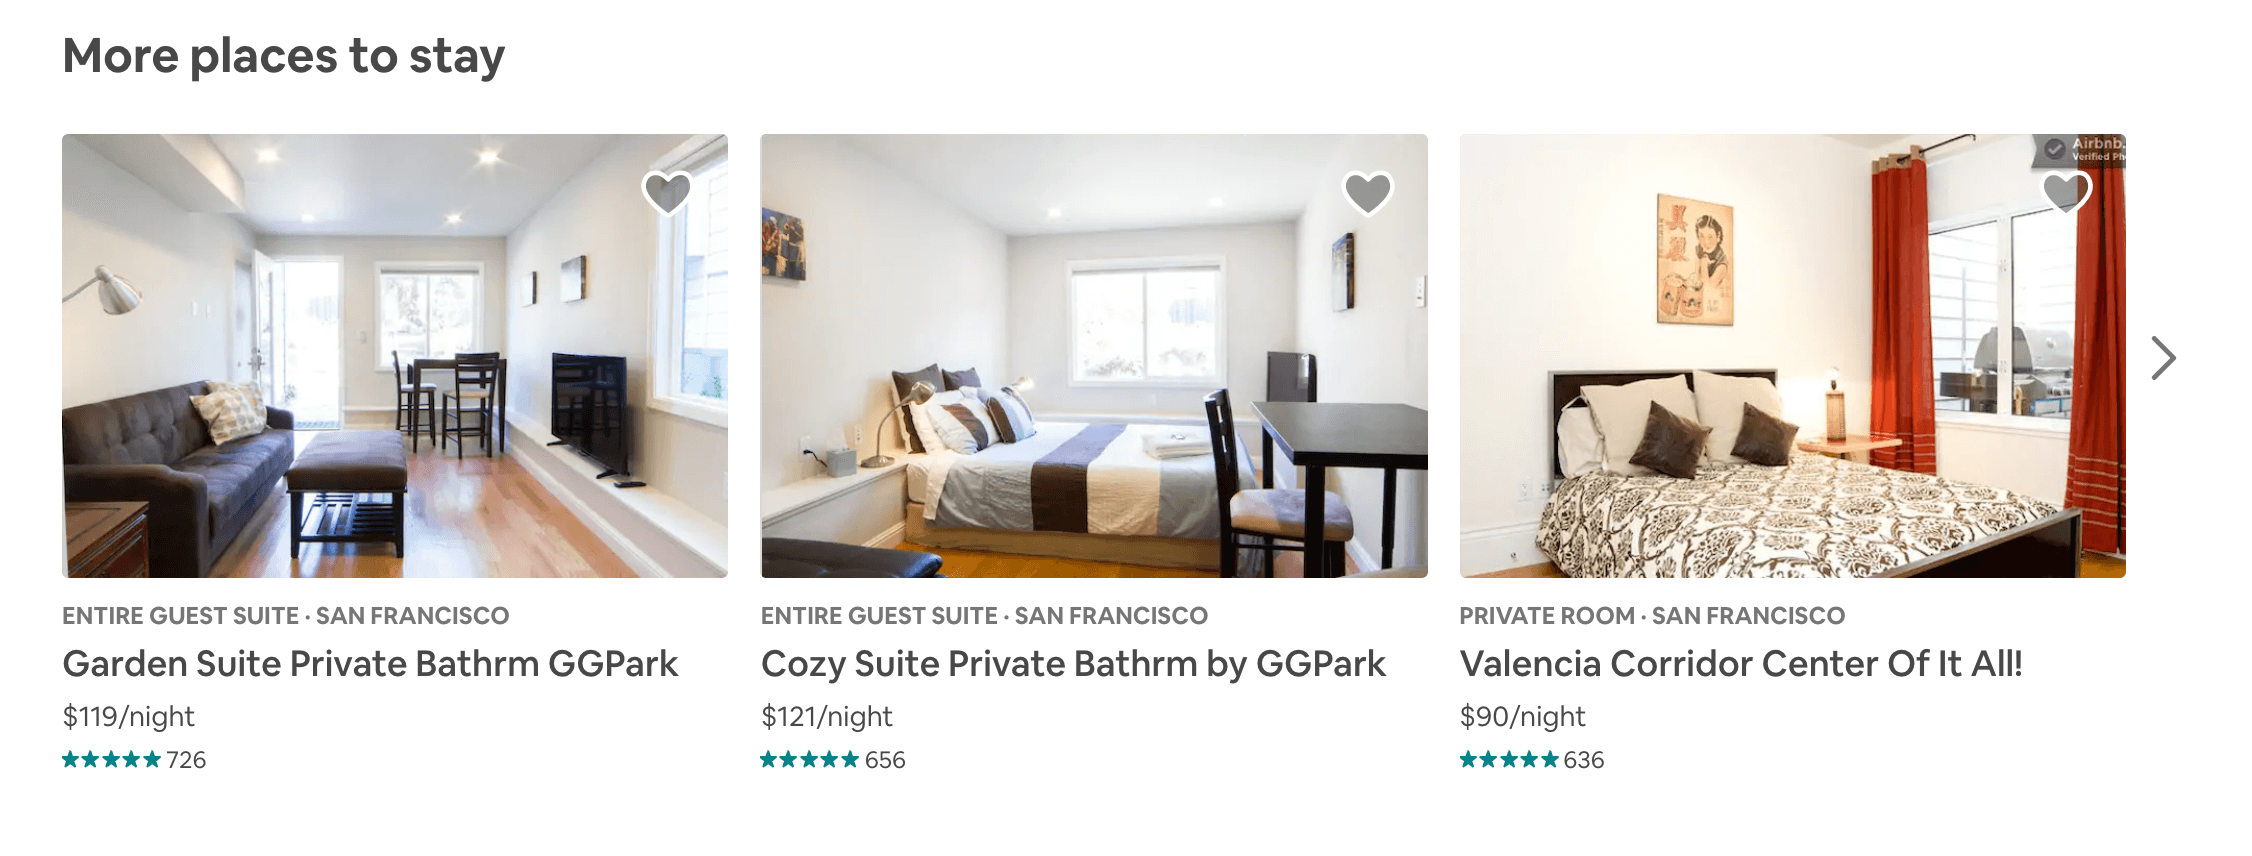 More places to stay
Airbnb.
Verified Ph
ENTIRE GUEST SUITE · SAN FRANCISCO
Garden Suite Private Bathrm GGPark
$119/night
726
ENTIRE GUEST SUITE · SAN FRANCISCO
Cozy Suite Private Bathrm by GGPark
$121/night
656
PRIVATE ROOM · SAN FRANCISCO
Valencia Corridor Center Of It All!
$90/night
636